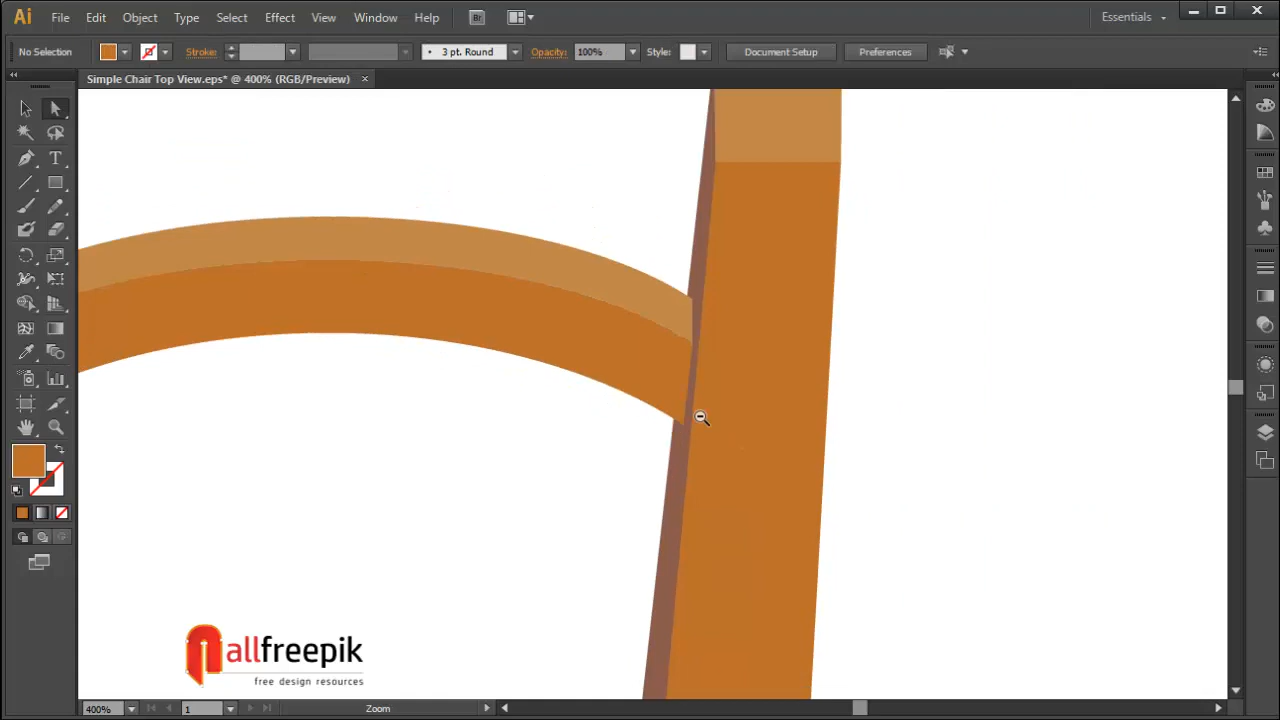 Ai File Edit Object Type Select Effect View Window Help Br Essentials
No Selection Stroke: 3 pt. Round Opacity: 100% Style: Document Setup Preferences
Simple Chair Top View.eps* @ 400% (RGB/Preview)
allfreepik
free design resources
400% 1 Zoom